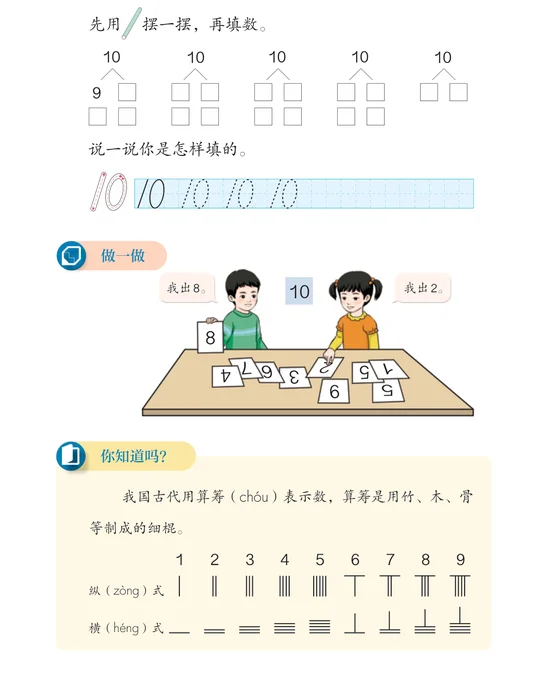 先用 摆一摆，再填数。
10 10 10 10 10
9
说一说你是怎样填的。
10 10 10 10 10
做一做
我出8。
10
我出2。
8
4 7 6 3 2 5 1
9 5
你知道吗？
我国古代用算筹（chóu）表示数，算筹是用竹、木、骨
等制成的细棍。
1 2 3 4 5 6 7 8 9
纵（zòng）式
横（héng）式